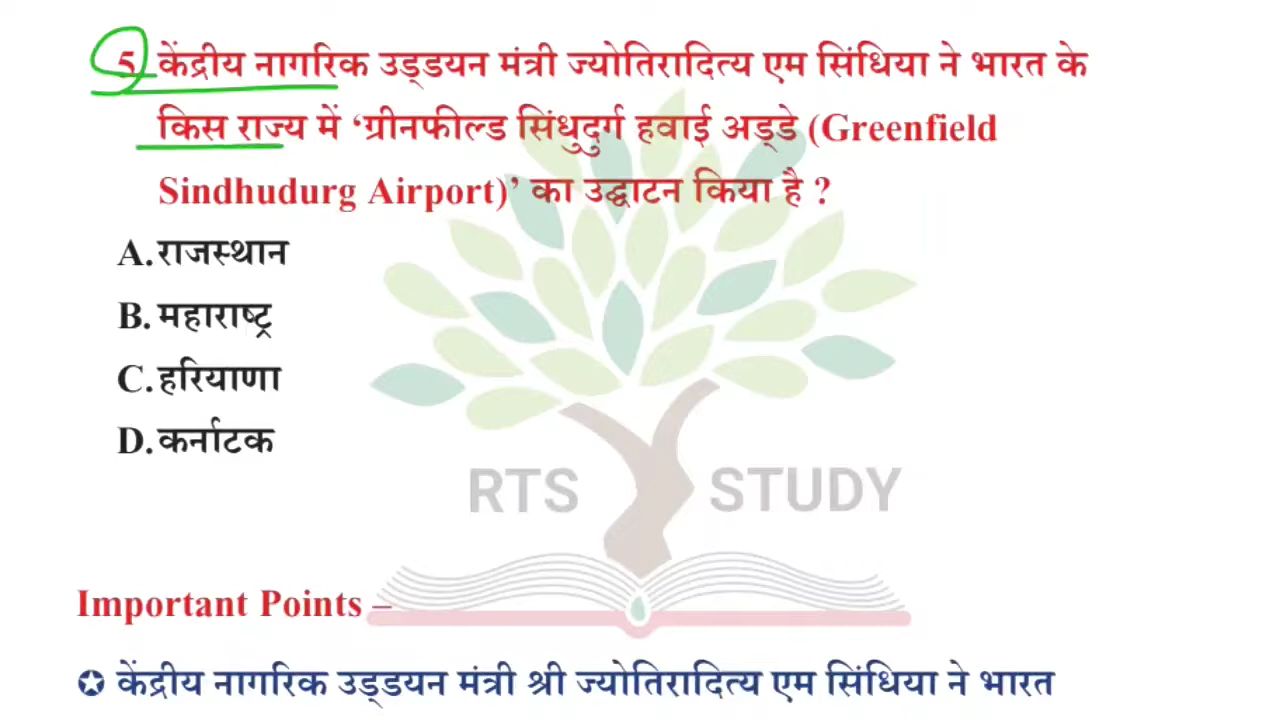 5. केंद्रीय नागरिक उड्डयन मंत्री ज्योतिरादित्य एम सिंधिया ने भारत के
किस राज्य में ‘ग्रीनफील्ड सिंधुदुर्ग हवाई अड्डे (Greenfield
Sindhudurg Airport)’ का उद्घाटन किया है ?
A. राजस्थान
B. महाराष्ट्र
C. हरियाणा
D. कर्नाटक
RTS STUDY
Important Points –
✪ केंद्रीय नागरिक उड्डयन मंत्री श्री ज्योतिरादित्य एम सिंधिया ने भारत